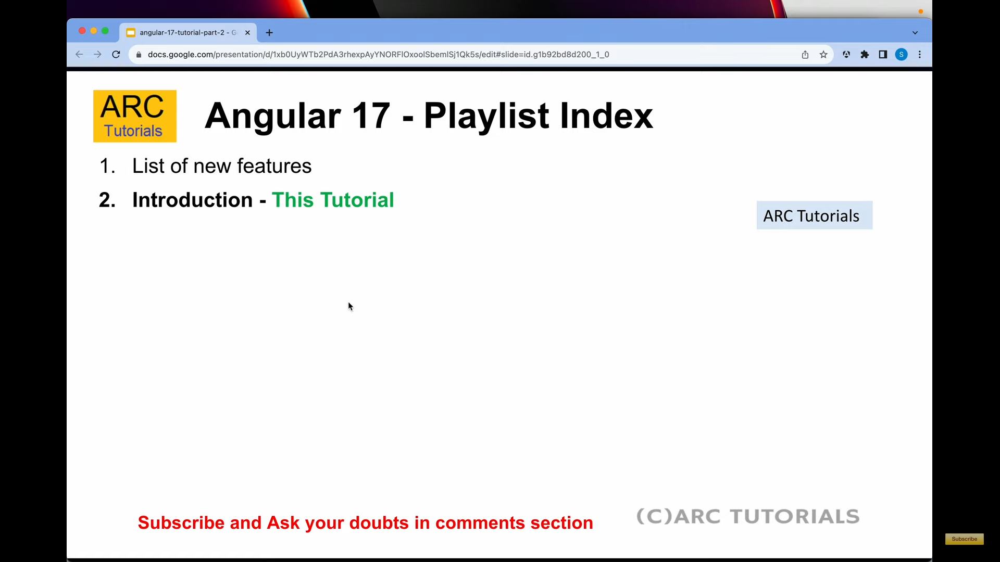 angular-17-tutorial-part-2 - G
docs.google.com/presentation/d/1xb0UyWTb2PdA3rhexpAyYNORFlOxoolSbemlSj1Qk5s/edit#slide=id.g1b92bd8d200_1_0
S
ARC
Tutorials
Angular 17 - Playlist Index
1. List of new features
2. Introduction - This Tutorial
ARC Tutorials
Subscribe and Ask your doubts in comments section
(C)ARC TUTORIALS
Subscribe